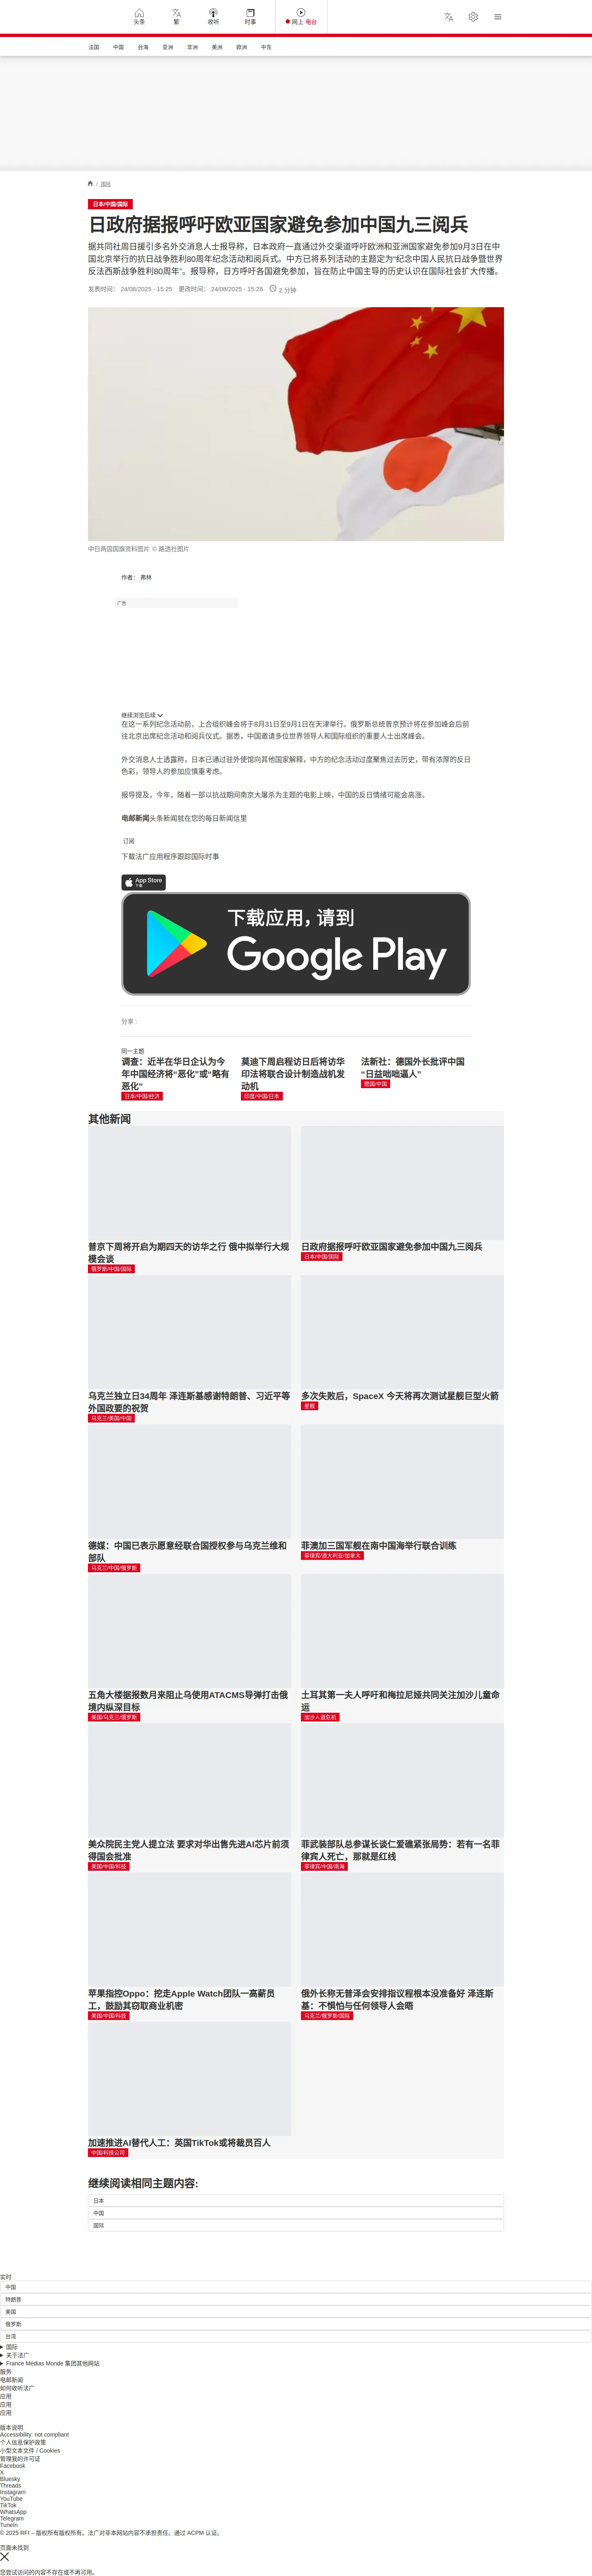 头条
繁
收听
时事
网上 电台
法国
中国
台海
亚洲
非洲
美洲
欧洲
中东
/ 国际
日本/中国/国际
日政府据报呼吁欧亚国家避免参加中国九三阅兵
据共同社周日援引多名外交消息人士报导称，日本政府一直通过外交渠道呼吁欧洲和亚洲国家避免参加9月3日在中
国北京举行的抗日战争胜利80周年纪念活动和阅兵式。中方已将系列活动的主题定为“纪念中国人民抗日战争暨世界
反法西斯战争胜利80周年”。报导称，日方呼吁各国避免参加，旨在防止中国主导的历史认识在国际社会扩大传播。
发表时间： 24/08/2025 - 15:25 更改时间： 24/08/2025 - 15:28 2 分钟
中日两国国旗资料图片 © 路透社图片
作者： 弗林
广告
继续浏览后续
在这一系列纪念活动前，上合组织峰会将于8月31日至9月1日在天津举行。俄罗斯总统普京预计将在参加峰会后前
往北京出席纪念活动和阅兵仪式。据悉，中国邀请多位世界领导人和国际组织的重要人士出席峰会。
外交消息人士透露称，日本已通过驻外使馆向其他国家解释，中方的纪念活动过度聚焦过去历史，带有浓厚的反日
色彩，领导人的参加应慎重考虑。
报导提及，今年，随着一部以抗战期间南京大屠杀为主题的电影上映，中国的反日情绪可能会高涨。
电邮新闻头条新闻就在您的每日新闻信里
订阅
下载法广应用程序跟踪国际时事
App Store
下载
下载应用，请到
Google Play
分享 :
同一主题
调查：近半在华日企认为今
年中国经济将“恶化”或“略有
恶化”
日本/中国/经济
莫迪下周启程访日后将访华
印法将联合设计制造战机发
动机
印度/中国/日本
法新社：德国外长批评中国
“日益咄咄逼人”
德国/中国
其他新闻
普京下周将开启为期四天的访华之行 俄中拟举行大规
模会谈
俄罗斯/中国/国际
日政府据报呼吁欧亚国家避免参加中国九三阅兵
日本/中国/国际
乌克兰独立日34周年 泽连斯基感谢特朗普、习近平等
外国政要的祝贺
乌克兰/美国/中国
多次失败后，SpaceX 今天将再次测试星舰巨型火箭
星舰
德媒：中国已表示愿意经联合国授权参与乌克兰维和
部队
乌克兰/中国/俄罗斯
菲澳加三国军舰在南中国海举行联合训练
菲律宾/澳大利亚/加拿大
五角大楼据报数月来阻止乌使用ATACMS导弹打击俄
境内纵深目标
美国/乌克兰/俄罗斯
土耳其第一夫人呼吁和梅拉尼娅共同关注加沙儿童命
运
加沙人道危机
美众院民主党人提立法 要求对华出售先进AI芯片前须
得国会批准
美国/中国/科技
菲武装部队总参谋长谈仁爱礁紧张局势：若有一名菲
律宾人死亡，那就是红线
菲律宾/中国/南海
苹果指控Oppo：挖走Apple Watch团队一高薪员
工，鼓励其窃取商业机密
美国/中国/科技
俄外长称无普泽会安排指议程根本没准备好 泽连斯
基：不惧怕与任何领导人会晤
乌克兰/俄罗斯/国际
加速推进AI替代人工：英国TikTok或将裁员百人
中国/科技公司
继续阅读相同主题内容:
日本
中国
国际
实时
中国
特朗普
美国
俄罗斯
台湾
国际
关于法广
France Médias Monde 集团其他网站
服务
电邮新闻
如何收听法广
应用
应用
应用
版本说明
Accessibility: not compliant
个人信息保护政策
小型文本文件 / Cookies
管理我的许可证
Facebook
X
Bluesky
Threads
Instagram
YouTube
TikTok
WhatsApp
Telegram
TuneIn
© 2025 RFI – 版权所有版权所有。法广对非本网站内容不承担责任。通过 ACPM 认证。
页面未找到
您尝试访问的内容不存在或不再可用。